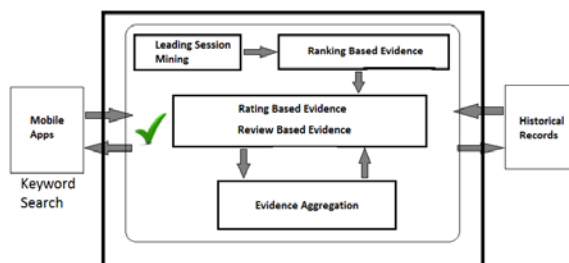 Leading Session
Mining
Ranking Based Evidence
Mobile
Apps
Rating Based Evidence
Review Based Evidence
Historical
Records
Keyword
Search
Evidence Aggregation